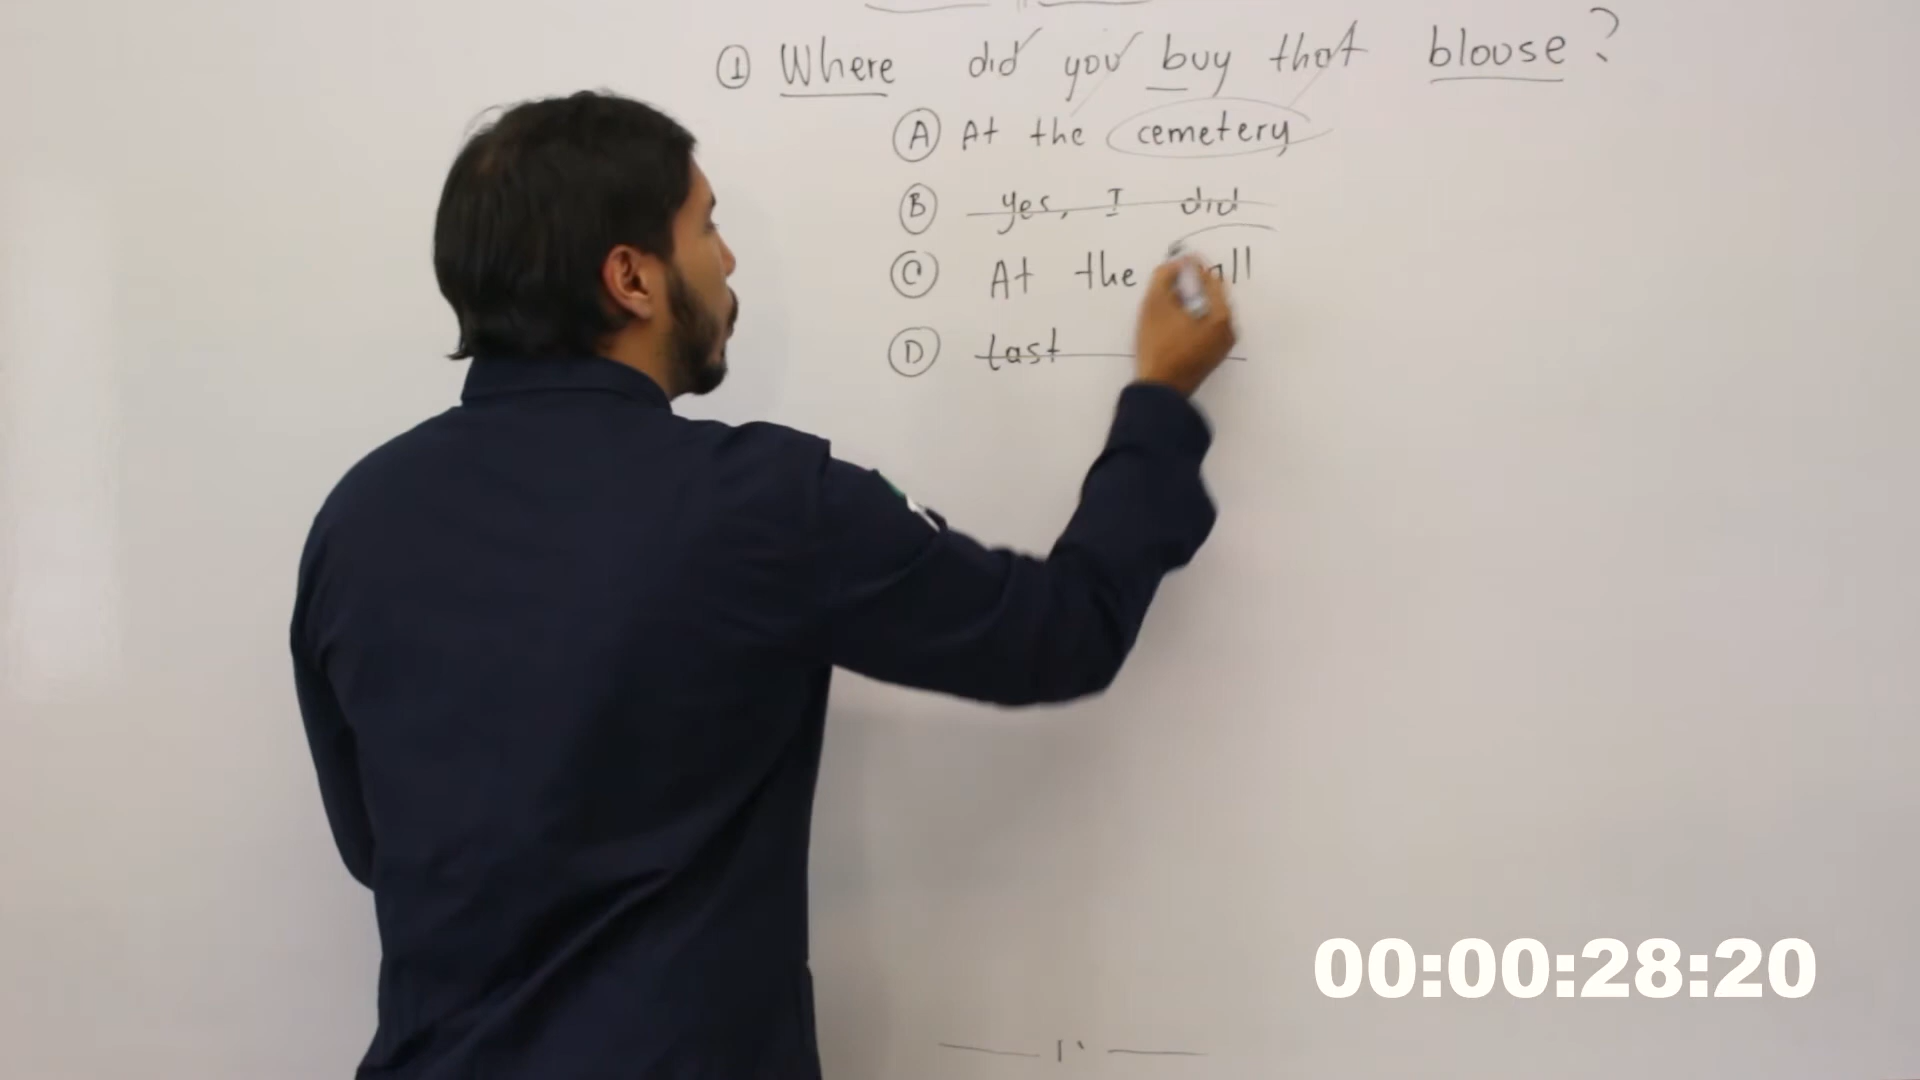 ① Where did you buy that blouse?
Ⓐ At the cemetery
Ⓑ yes, I did
Ⓒ At the
Ⓓ last
00:00:28:20